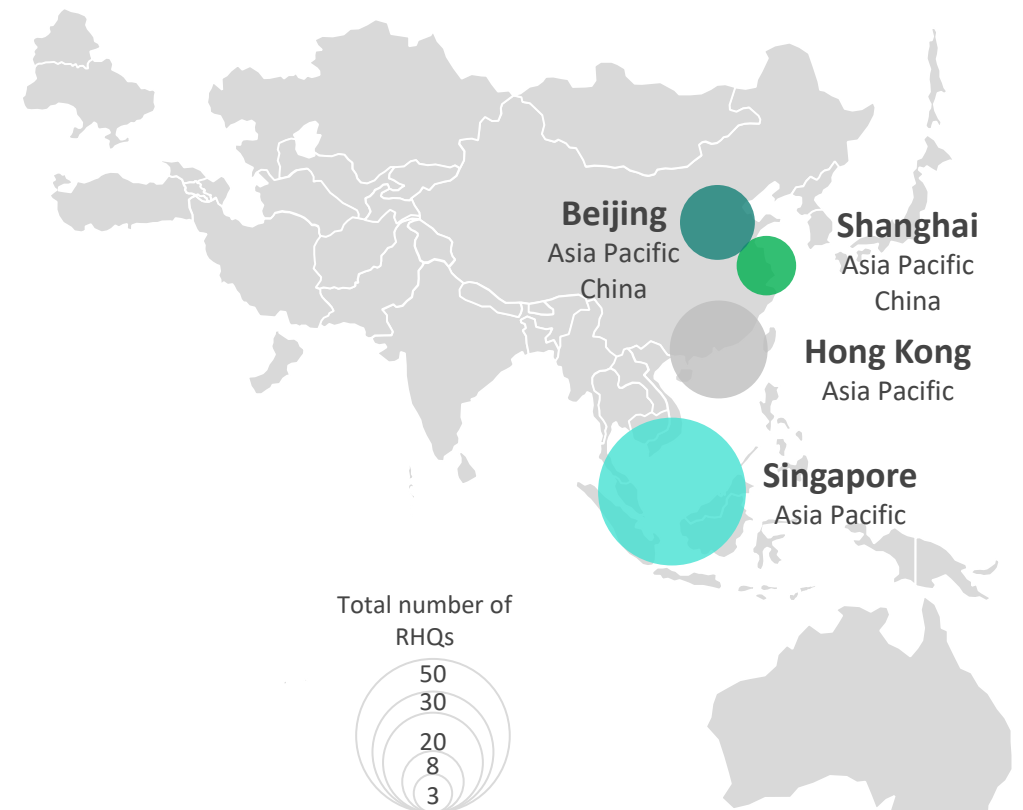 Beijing
Asia Pacific
China
Shanghai
Asia Pacific
China
Hong Kong
Asia Pacific
Singapore
Asia Pacific
Total number of
RHQs
50
30
20
8
3